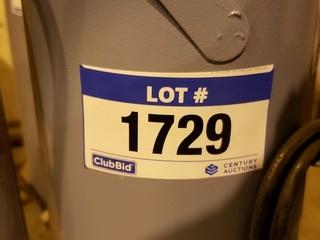 LOT #
1729
ClubBid
CENTURY
AUCTIONS